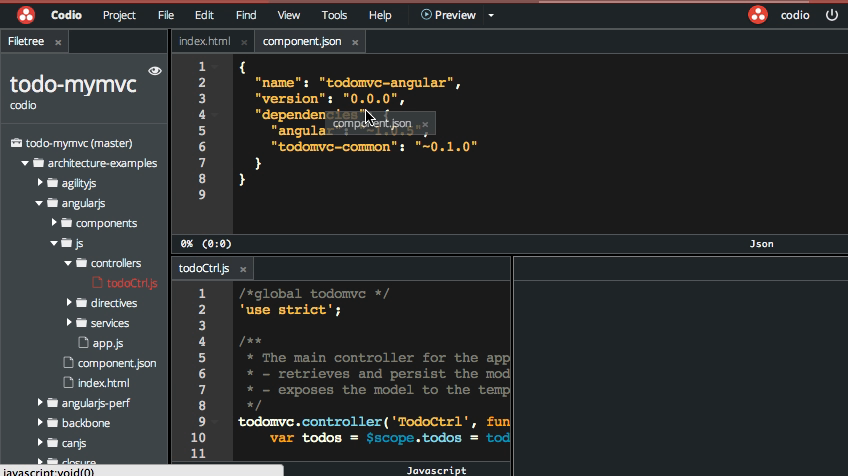 Codio Project File Edit Find View Tools Help Preview codio
Filetree ×
todo-mymvc
codio
todo-mymvc (master)
architecture-examples
agilityjs
angularjs
components
js
controllers
todoCtrl.js
directives
services
app.js
component.json
index.html
angularjs-perf
backbone
canjs
closure
javascript:void(0)
index.html × component.json ×
1 {
2 "name": "todomvc-angular",
3 "version": "0.0.0",
4 "dependencies": {
component.json ×
5 "angular": "~1.0.5",
6 "todomvc-common": "~0.1.0"
7 }
8 }
9
0% (0:0) Json
todoCtrl.js ×
1 /*global todomvc */
2 'use strict';
3
4 /**
5 * The main controller for the app
6 * - retrieves and persist the mod
7 * - exposes the model to the temp
8 */
9 todomvc.controller('TodoCtrl', fun
10 var todos = $scope.todos = tod
11
Javascript